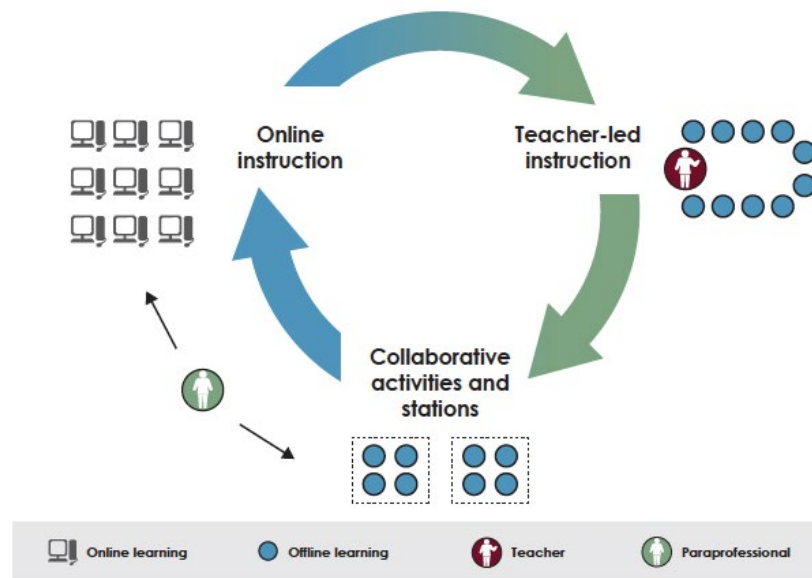 Online
instruction
Teacher-led
instruction
Collaborative
activities and
stations
Online learning
Offline learning
Teacher
Paraprofessional